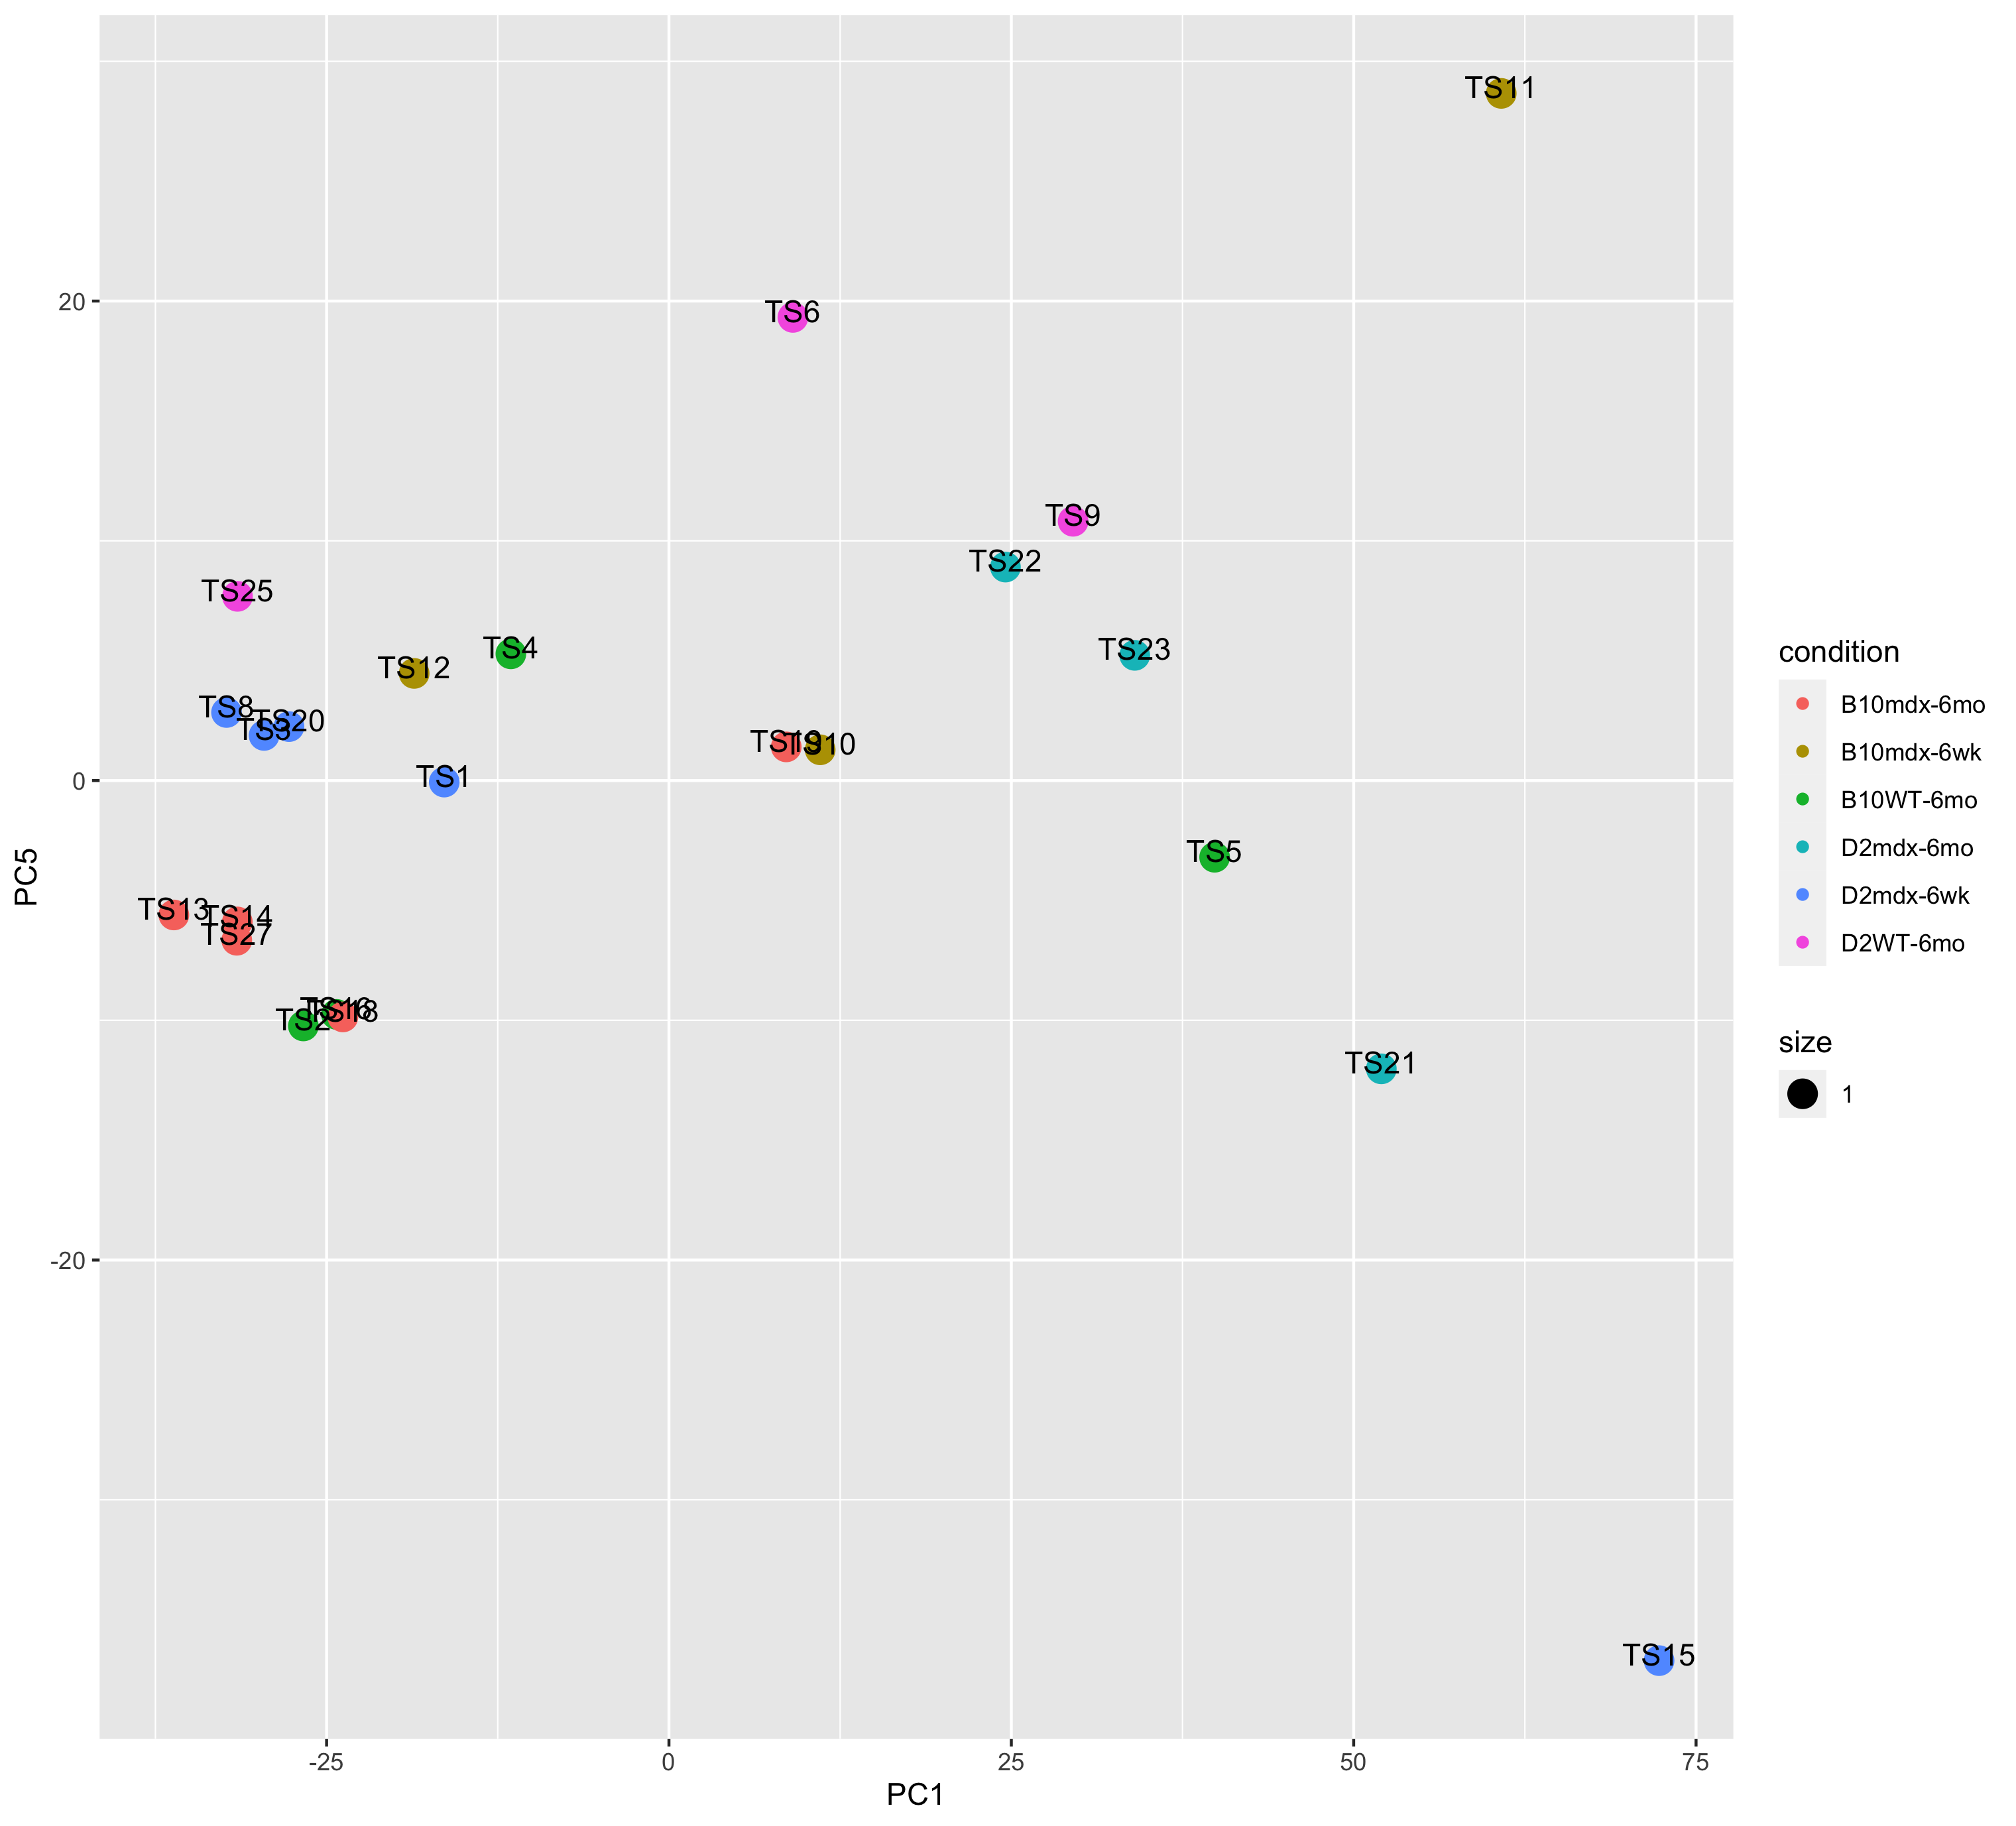 TS11
20
TS6
TS9
TS22
TS25
TS4
TS23
TS12
TS8
TS20
TS3
TS10
0
TS1
TS5
TS13
TS14
TS27
TS2
TS18
TS21
-20
TS15
-25
0
25
50
75
PC1
PC5
condition
B10mdx-6mo
B10mdx-6wk
B10WT-6mo
D2mdx-6mo
D2mdx-6wk
D2WT-6mo
size
1